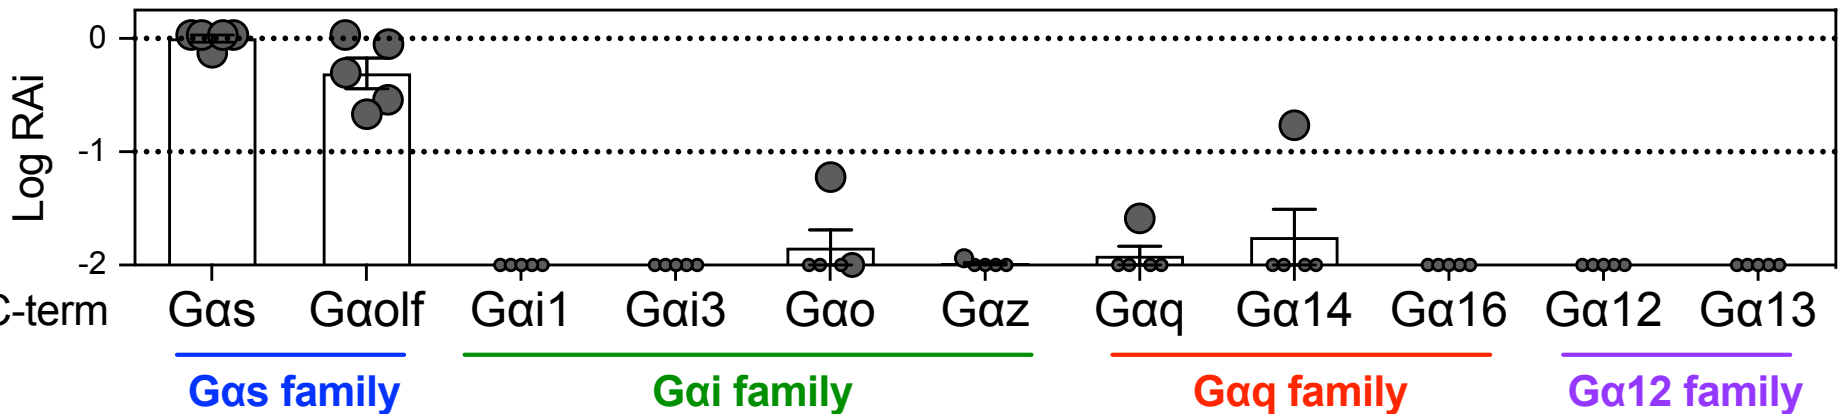 Log RAi
0
-1
-2
C-term Gαs Gαolf Gαi1 Gαi3 Gαo Gαz Gαq Gα14 Gα16 Gα12 Gα13
Gαs family Gαi family Gαq family Gα12 family